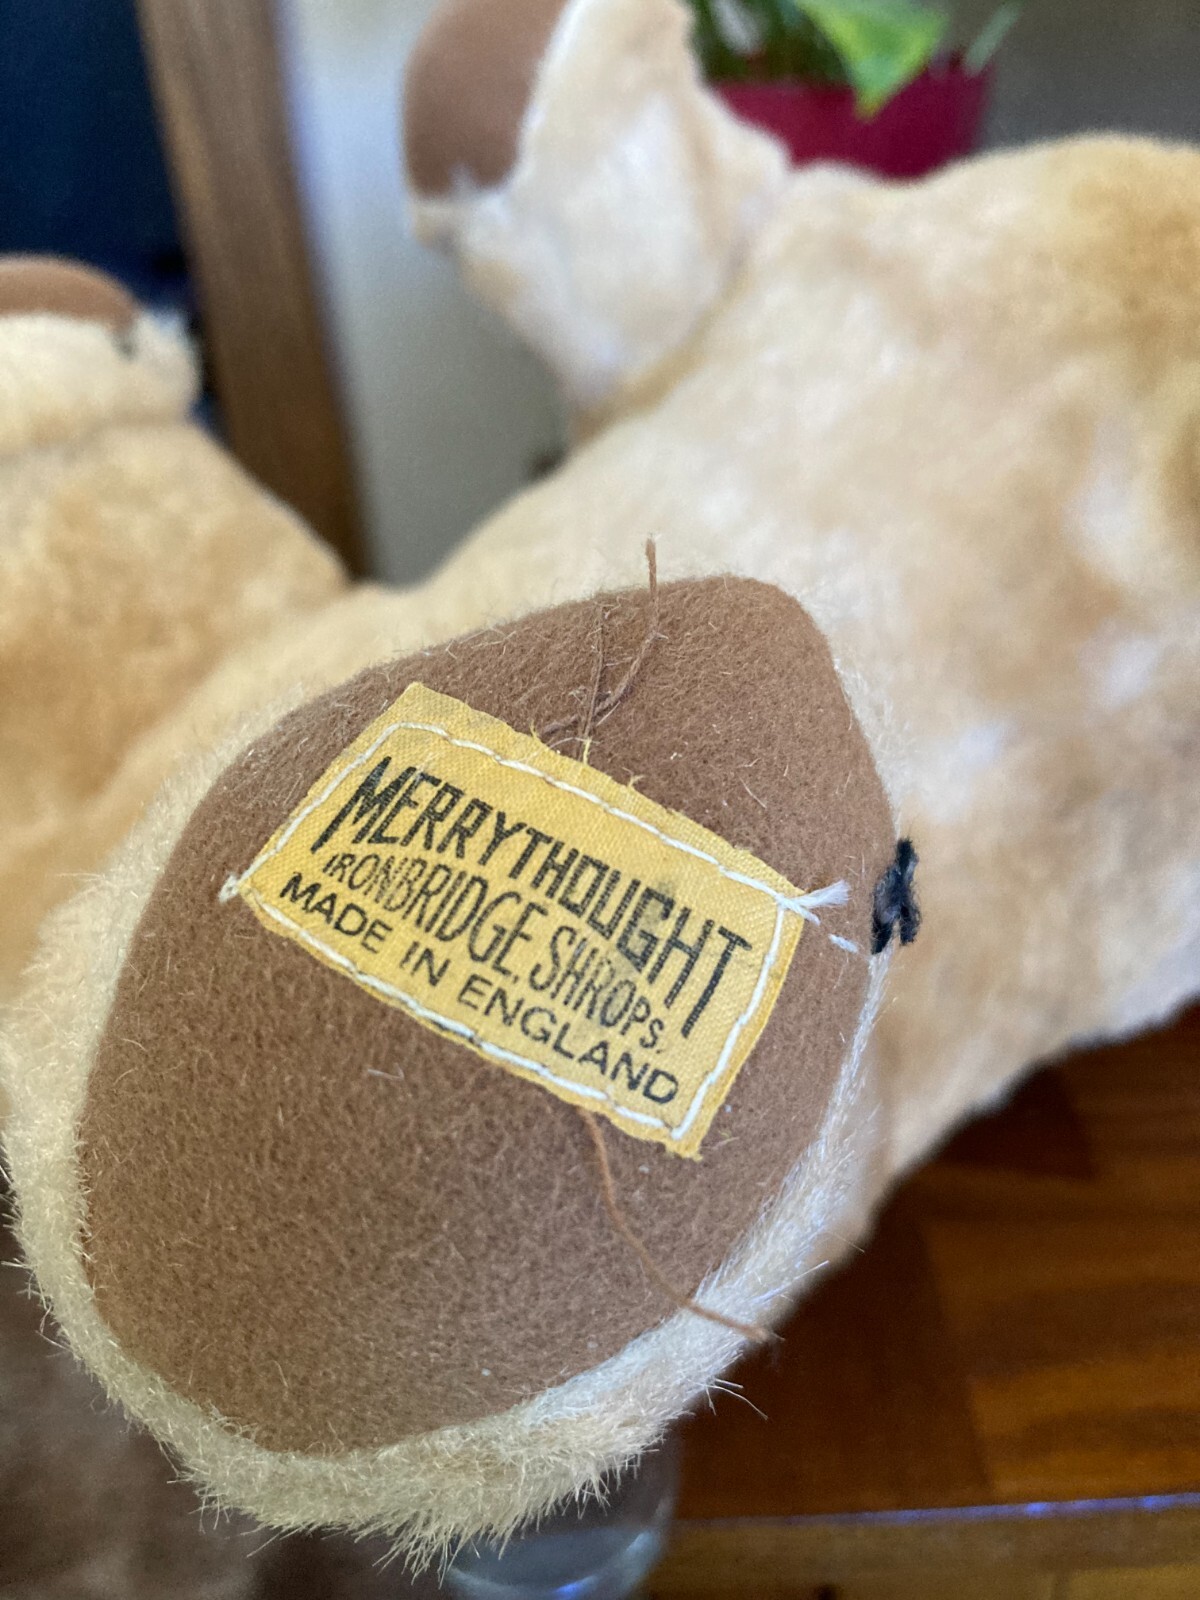 MERRYTHOUGHT
IRONBRIDGE, SHROPS.
MADE IN ENGLAND